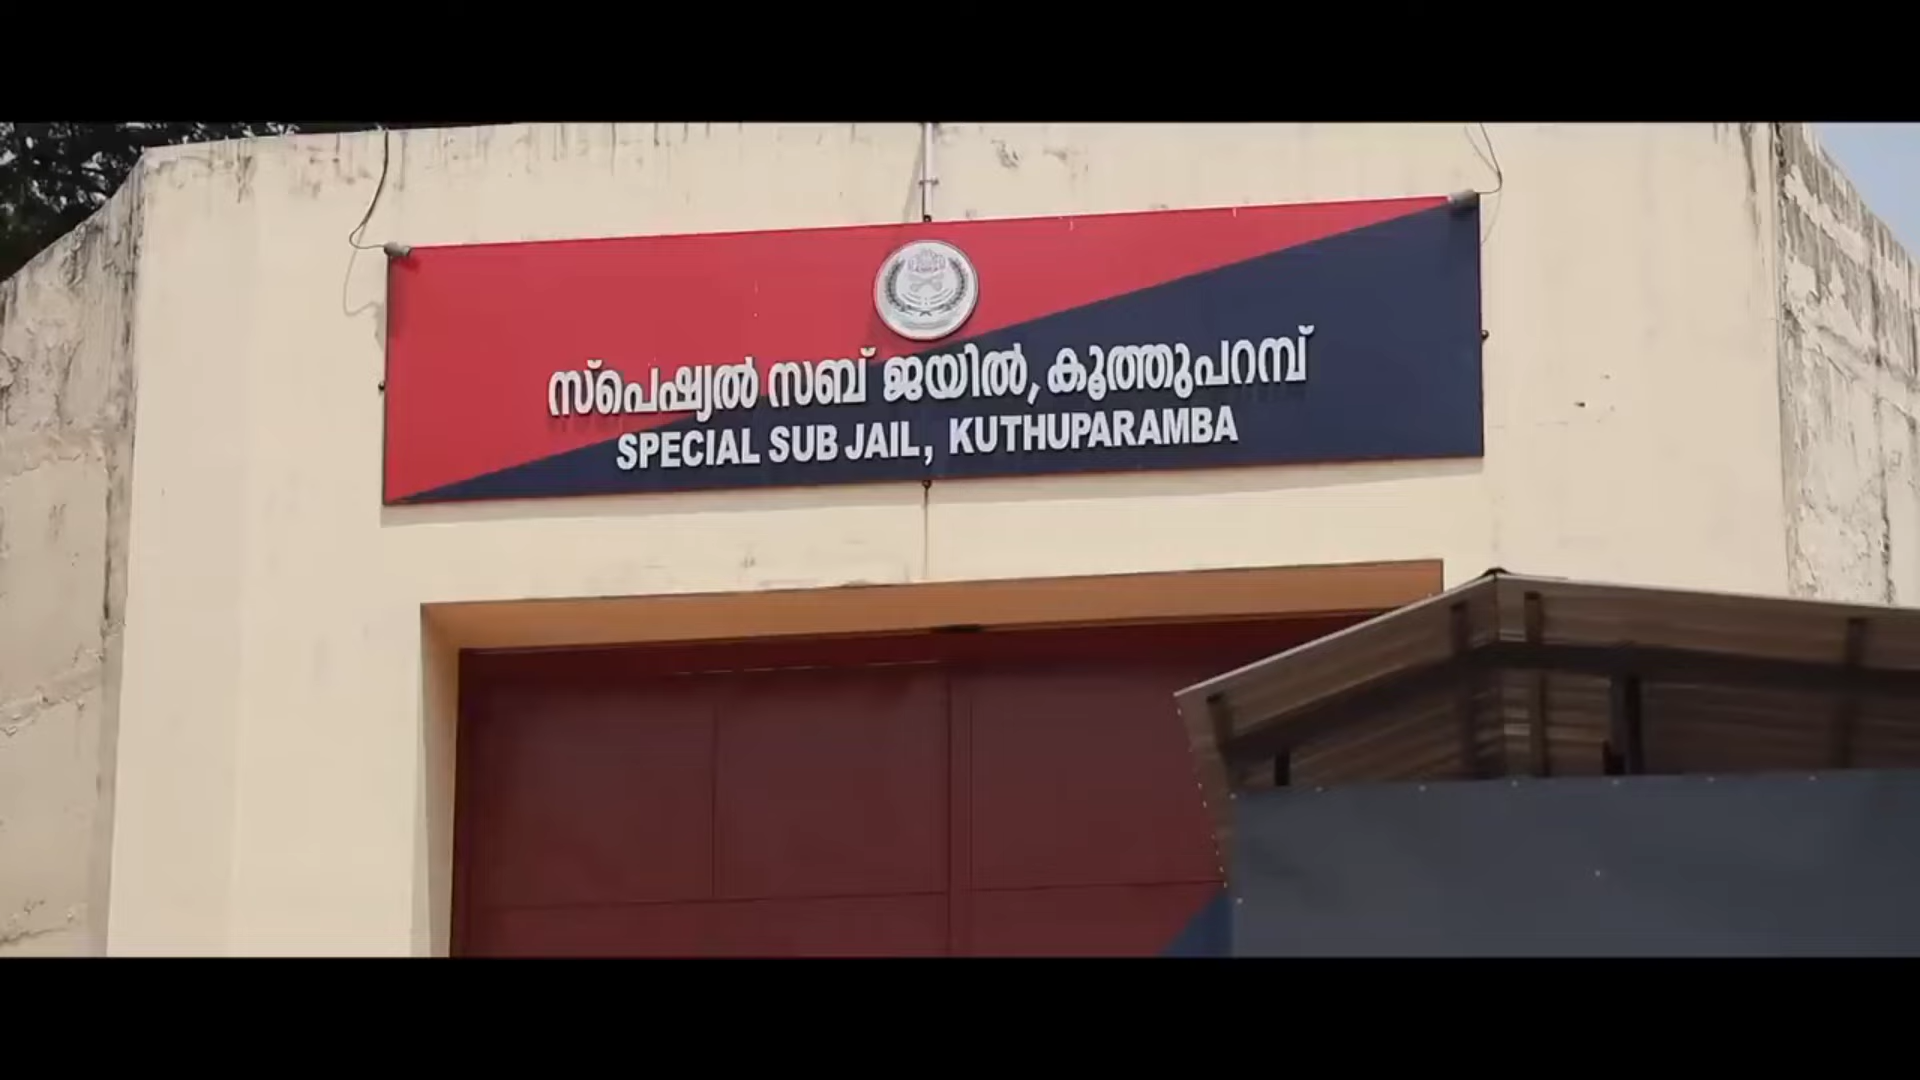 സ്പെഷ്യൽ സബ് ജയിൽ, കൂത്തുപറമ്പ്
SPECIAL SUB JAIL, KUTHUPARAMBA